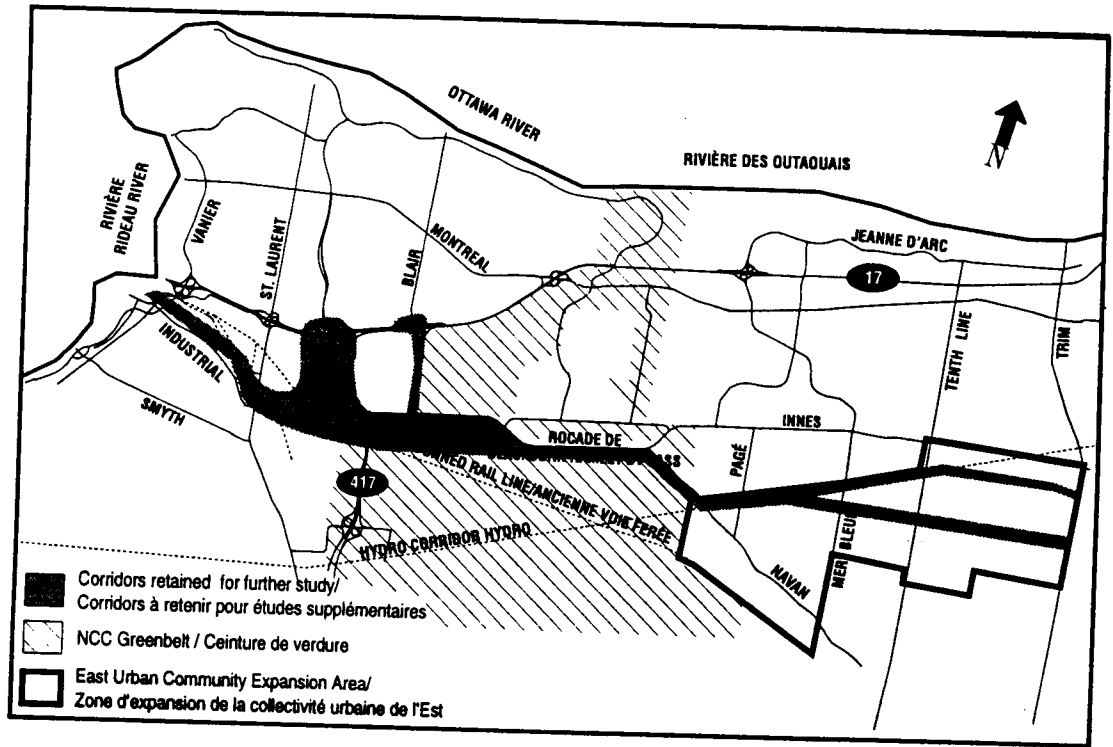 OTTAWA RIVER
RIVIÈRE DES OUTAOUAIS
N
RIVIÈRE
RIDEAU RIVER
VANIER
ST. LAURENT
BLAIR
MONTREAL
JEANNE D'ARC
17
INDUSTRIAL
SMYTH
TENTH LINE
TRIM
INNES
ROCADE DE
PAGÉ
417
RAIL LINE/ANCIENNE VOIE FERÉE
HYDRO CORRIDOR HYDRO
MER BLEUE
NAVAN
Corridors retained for further study/
Corridors à retenir pour études supplémentaires
NCC Greenbelt / Ceinture de verdure
East Urban Community Expansion Area/
Zone d'expansion de la collectivité urbaine de l'Est